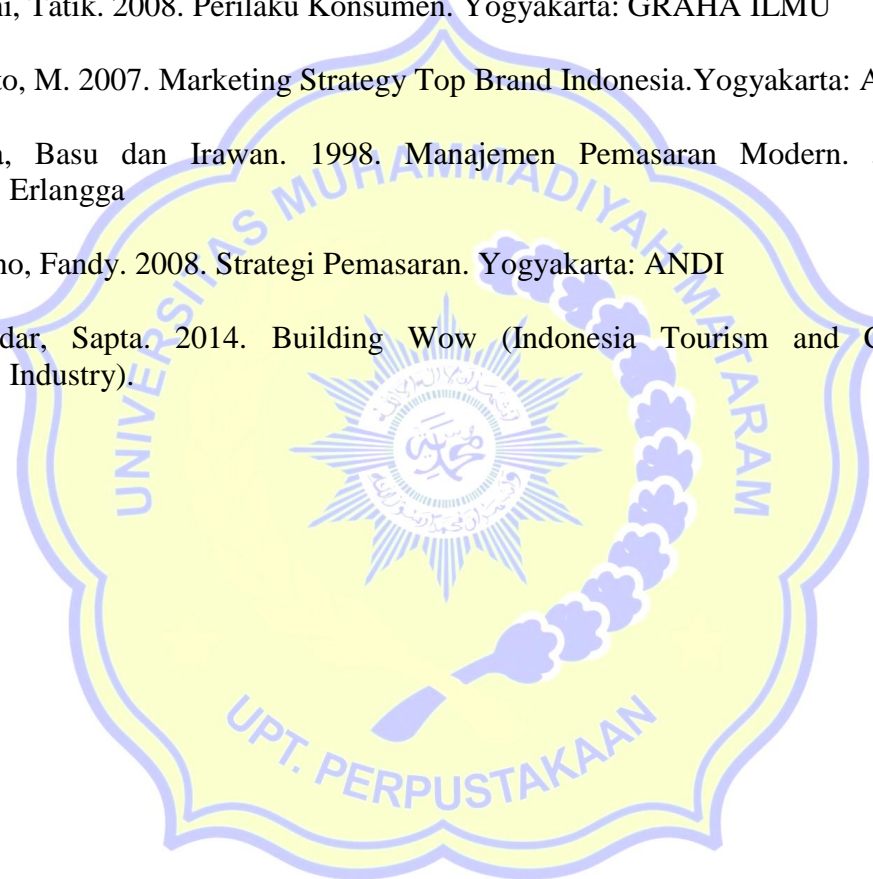 ni, Tatik. 2008. Perilaku Konsumen. Yogyakarta: GRAHA ILMU
to, M. 2007. Marketing Strategy Top Brand Indonesia.Yogyakarta: A
a, Basu dan Irawan. 1998. Manajemen Pemasaran Modern.
Erlangga
no, Fandy. 2008. Strategi Pemasaran. Yogyakarta: ANDI
dar, Sapta. 2014. Building Wow (Indonesia Tourism and C
Industry).
UNIVERSITAS MUHAMMADIYAH MATARAM
UPT. PERPUSTAKAAN